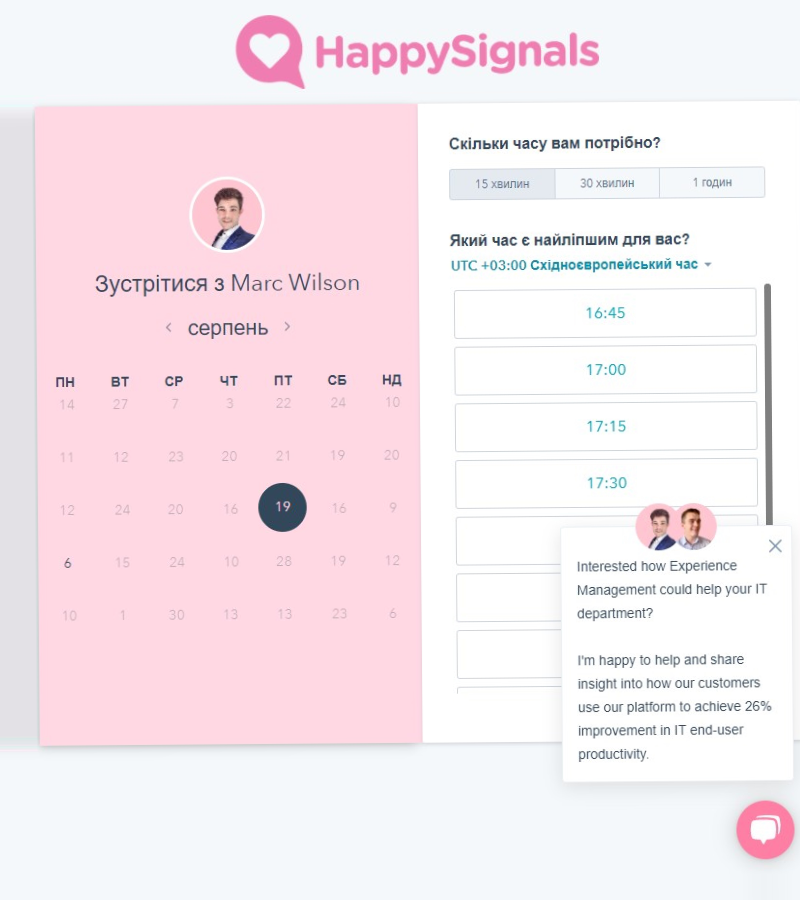 HappySignals
Зустрітися з Marc Wilson
серпень
ПН ВТ СР ЧТ ПТ СБ НД
14 27 7 3 22 24 10
11 12 23 20 21 19 20
12 24 20 16 19 16 9
6 15 24 10 28 19 12
10 1 30 13 13 23 6
Скільки часу вам потрібно?
15 хвилин 30 хвилин 1 годин
Який час є найліпшим для вас?
UTC +03:00 Східноєвропейський час
16:45
17:00
17:15
17:30
Interested how Experience
Management could help your IT
department?
I'm happy to help and share
insight into how our customers
use our platform to achieve 26%
improvement in IT end-user
productivity.